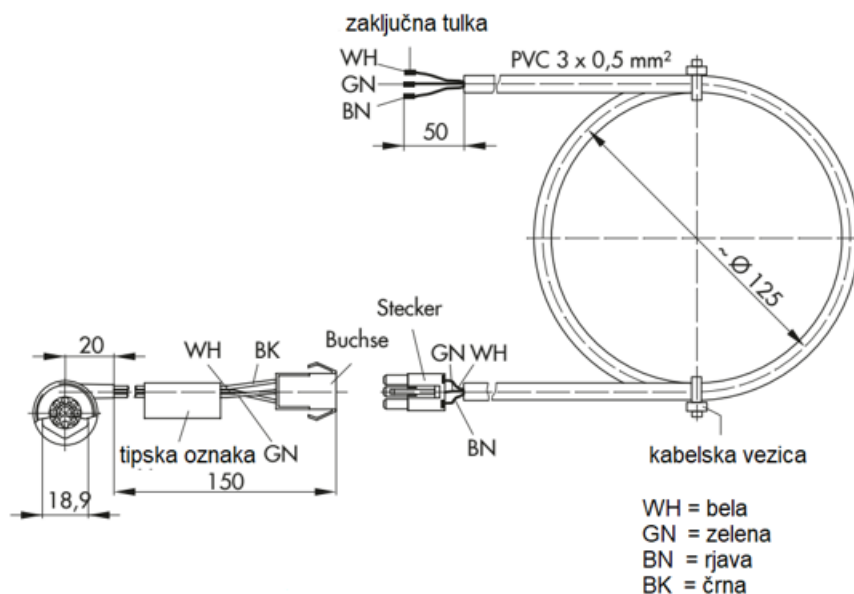 zaključna tulka
WH
GN
BN
PVC 3 x 0,5 mm²
50
~ Ø 125
Stecker
GN WH
BN
kabelska vezica
20
WH
BK
Buchse
tipska oznaka GN
150
18,9
WH = bela
GN = zelena
BN = rjava
BK = črna